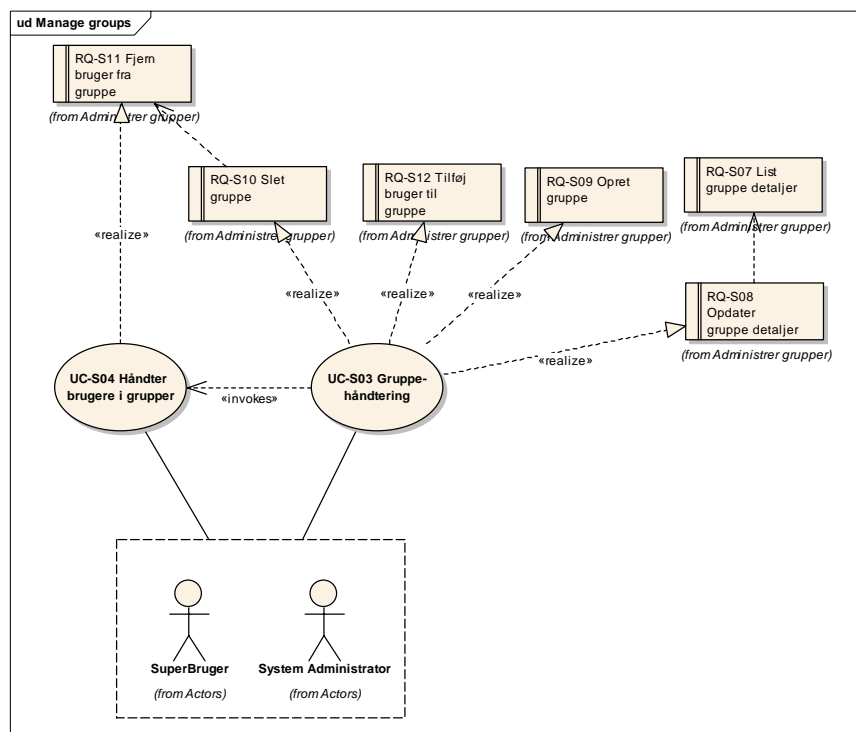 ud Manage groups
RQ-S11 Fjern
bruger fra
gruppe
(from Administrer grupper)
RQ-S10 Slet
gruppe
(from Administrer grupper)
RQ-S12 Tilføj
bruger til
gruppe
(from Administrer grupper)
RQ-S09 Opret
gruppe
(from Administrer grupper)
RQ-S07 List
gruppe detaljer
(from Administrer grupper)
RQ-S08
Opdater
gruppe detaljer
(from Administrer grupper)
«realize»
«realize»
«realize»
«realize»
«realize»
UC-S04 Håndter
brugere i grupper
«invokes»
UC-S03 Gruppe-
håndtering
SuperBruger
(from Actors)
System Administrator
(from Actors)